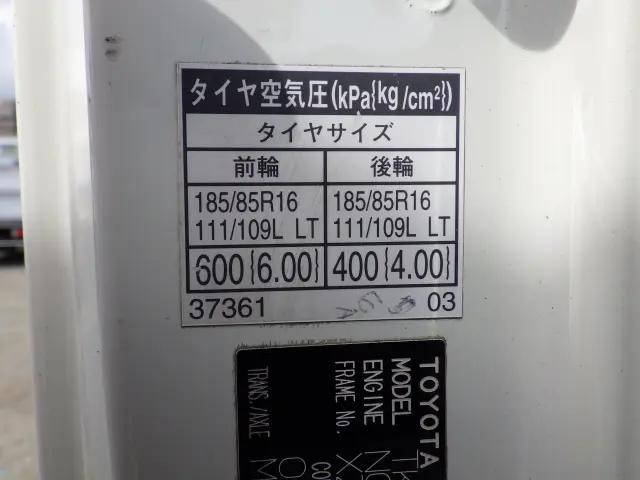 タイヤ空気圧(kPa{kg/cm²})
タイヤサイズ
前輪 後輪
185/85R16 185/85R16
111/109L LT 111/109L LT
600{6.00} 400{4.00}
37361 03
TOYOTA
MODEL
ENGINE
FRAME No.
TRANS./AXLE